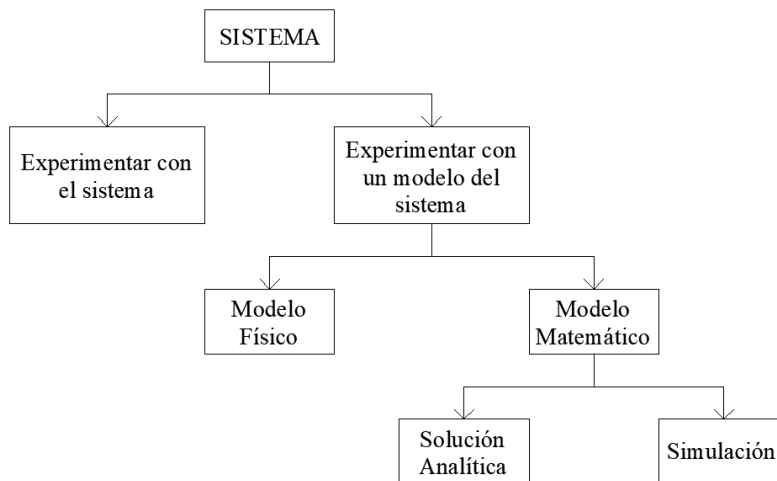 SISTEMA
Experimentar con
el sistema
Experimentar con
un modelo del
sistema
Modelo
Físico
Modelo
Matemático
Solución
Analítica
Simulación